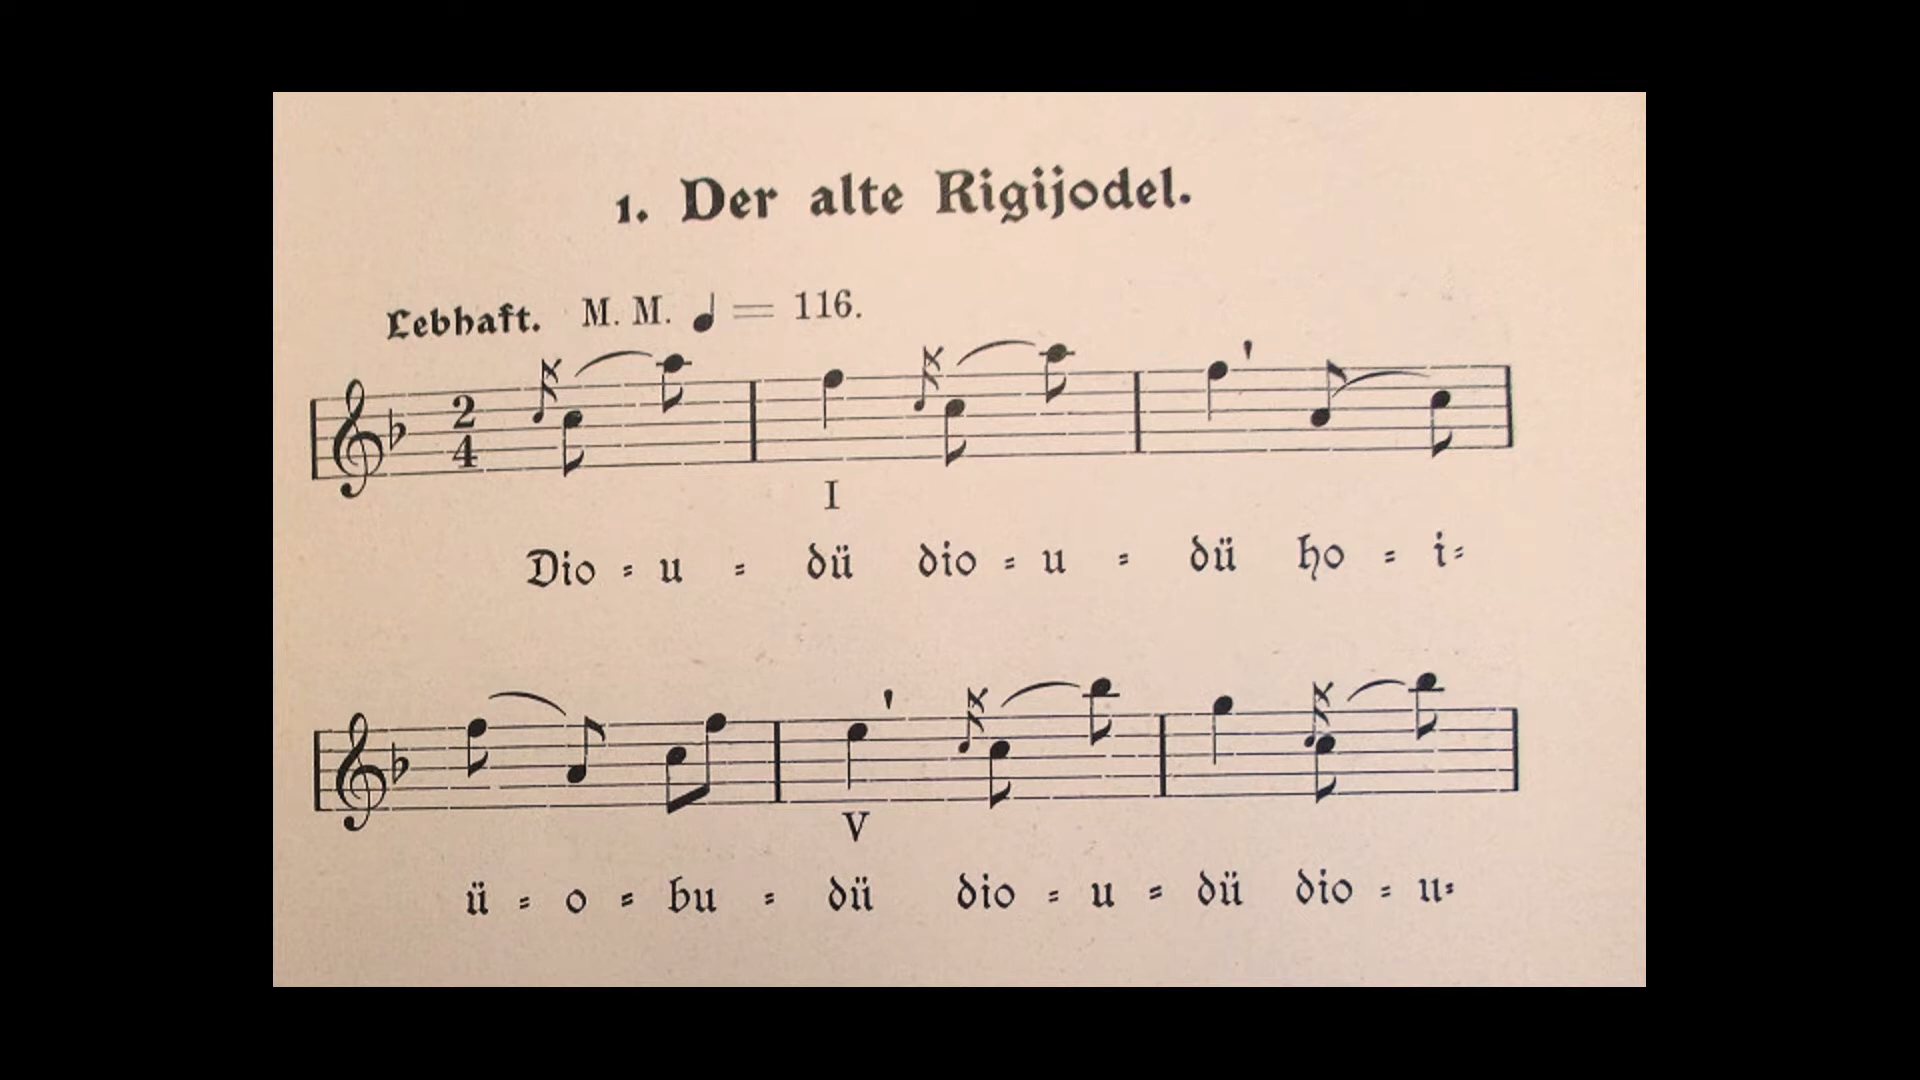 1. Der alte Rigijodel.
Lebhaft. M. M. ♩ = 116.
2
4
I
Dio = u = dü dio = u = dü ho = i=
V
ü = o = bu = dü dio = u = dü dio = u=